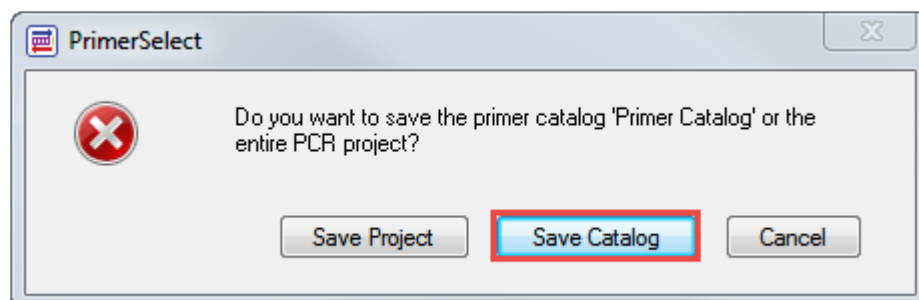 PrimerSelect
Do you want to save the primer catalog 'Primer Catalog' or the
entire PCR project?
Save Project
Save Catalog
Cancel